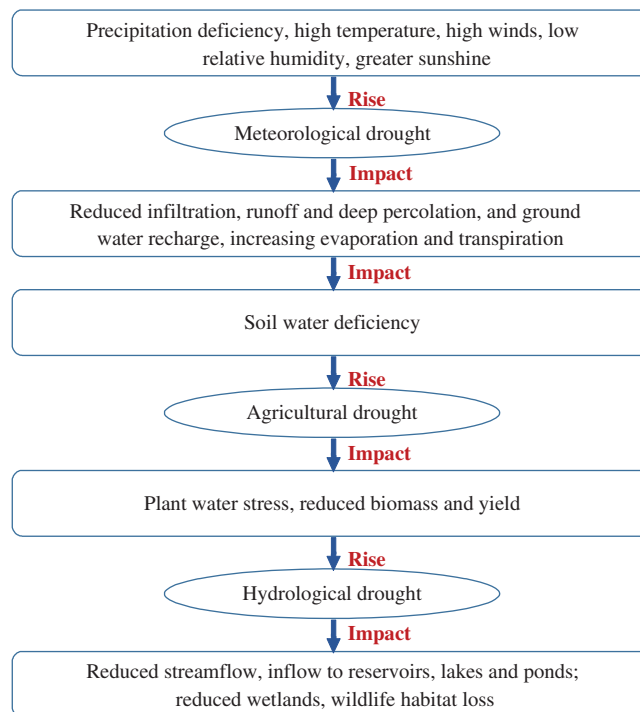 Precipitation deficiency, high temperature, high winds, low
relative humidity, greater sunshine
Rise
Meteorological drought
Impact
Reduced infiltration, runoff and deep percolation, and ground
water recharge, increasing evaporation and transpiration
Impact
Soil water deficiency
Rise
Agricultural drought
Impact
Plant water stress, reduced biomass and yield
Rise
Hydrological drought
Impact
Reduced streamflow, inflow to reservoirs, lakes and ponds;
reduced wetlands, wildlife habitat loss